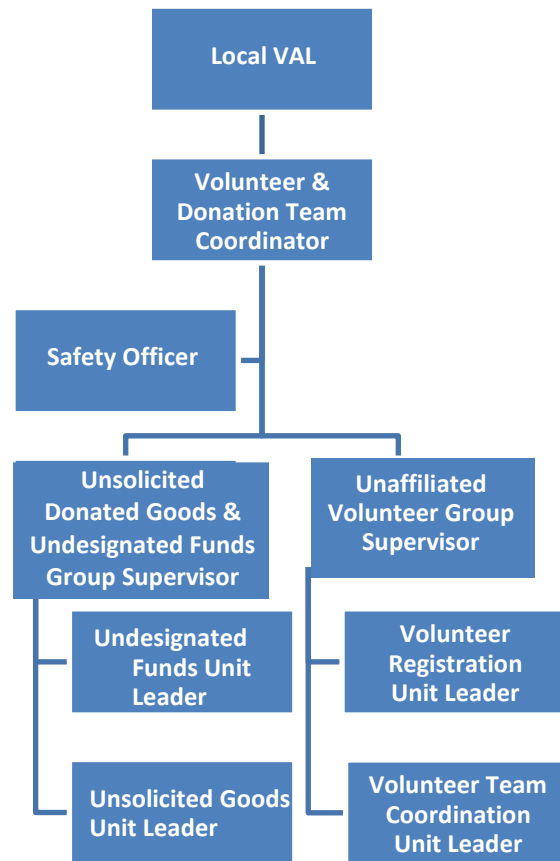 Local VAL
Volunteer &
Donation Team
Coordinator
Safety Officer
Unsolicited
Donated Goods &
Undesignated Funds
Group Supervisor
Unaffiliated
Volunteer Group
Supervisor
Undesignated
Funds Unit
Leader
Volunteer
Registration
Unit Leader
Unsolicited Goods
Unit Leader
Volunteer Team
Coordination
Unit Leader